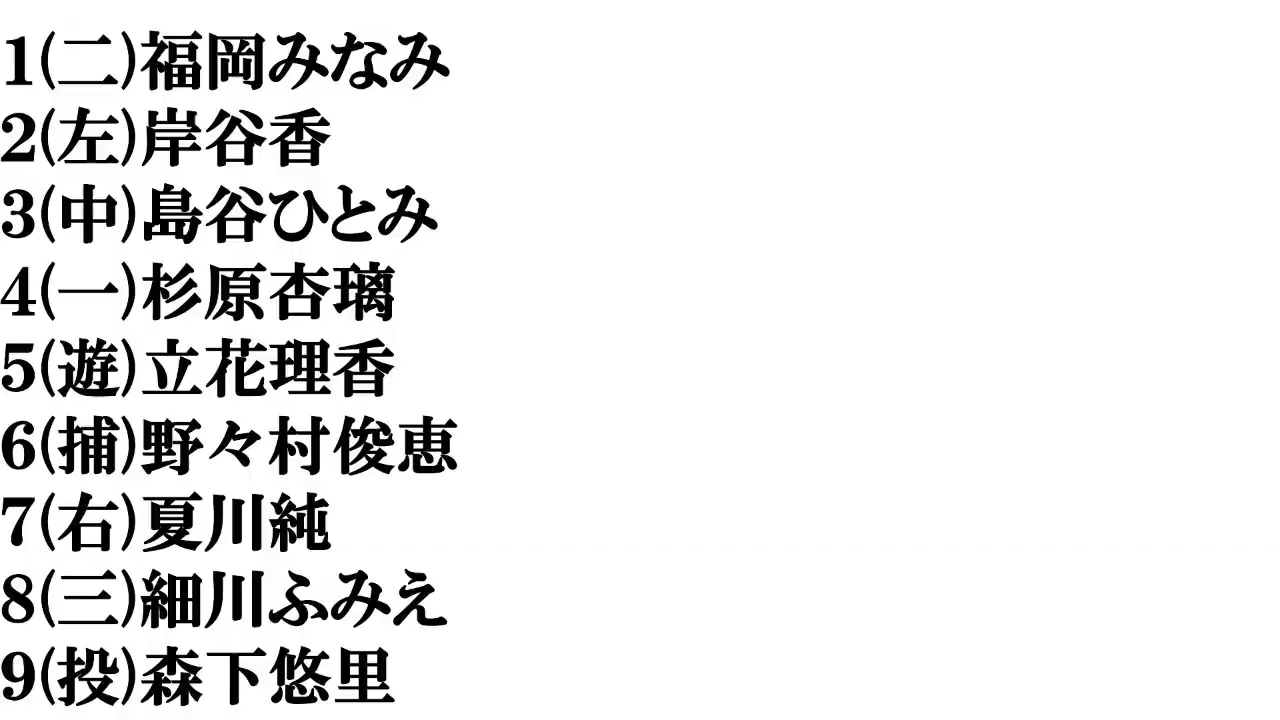 1(二)福岡みなみ
2(左)岸谷香
3(中)島谷ひとみ
4(一)杉原杏璃
5(遊)立花理香
6(捕)野々村俊恵
7(右)夏川純
8(三)細川ふみえ
9(投)森下悠里